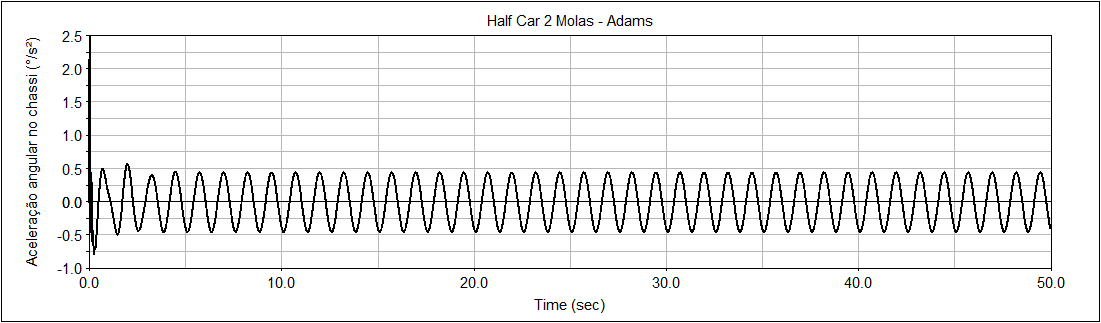 Half Car 2 Molas - Adams
Aceleração angular no chassi (°/s²)
2.5
2.0
1.5
1.0
0.5
0.0
-0.5
-1.0
0.0 10.0 20.0 30.0 40.0 50.0
Time (sec)